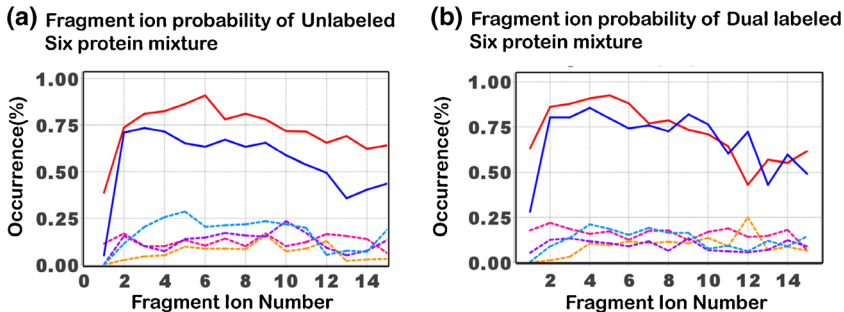 (a) Fragment ion probability of Unlabeled
Six protein mixture
1.00
0.75
0.50
0.25
0.00
0 2 4 6 8 10 12 14
Occurrence(%)
Fragment Ion Number
(b) Fragment ion probability of Dual labeled
Six protein mixture
1.00
0.75
0.50
0.25
0.00
2 4 6 8 10 12 14
Occurrence(%)
Fragment Ion Number